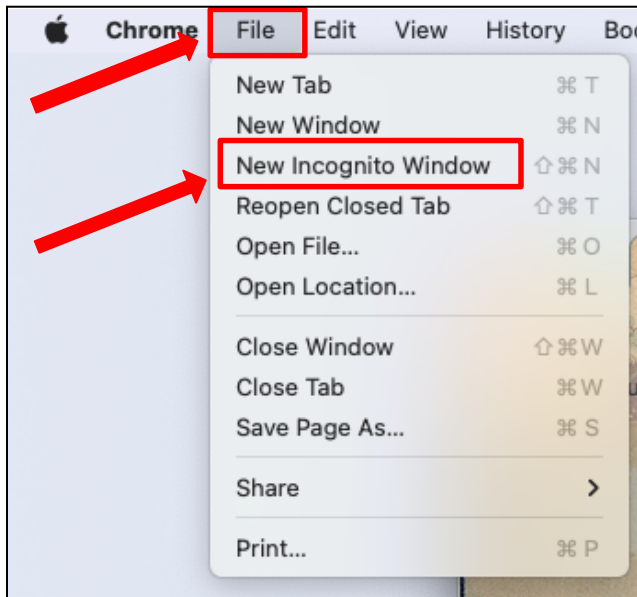 Chrome File Edit View History
New Tab ⌘ T
New Window ⌘ N
New Incognito Window ⇧ ⌘ N
Reopen Closed Tab ⇧ ⌘ T
Open File... ⌘ O
Open Location... ⌘ L
Close Window ⇧ ⌘ W
Close Tab ⌘ W
Save Page As... ⌘ S
Share
Print... ⌘ P